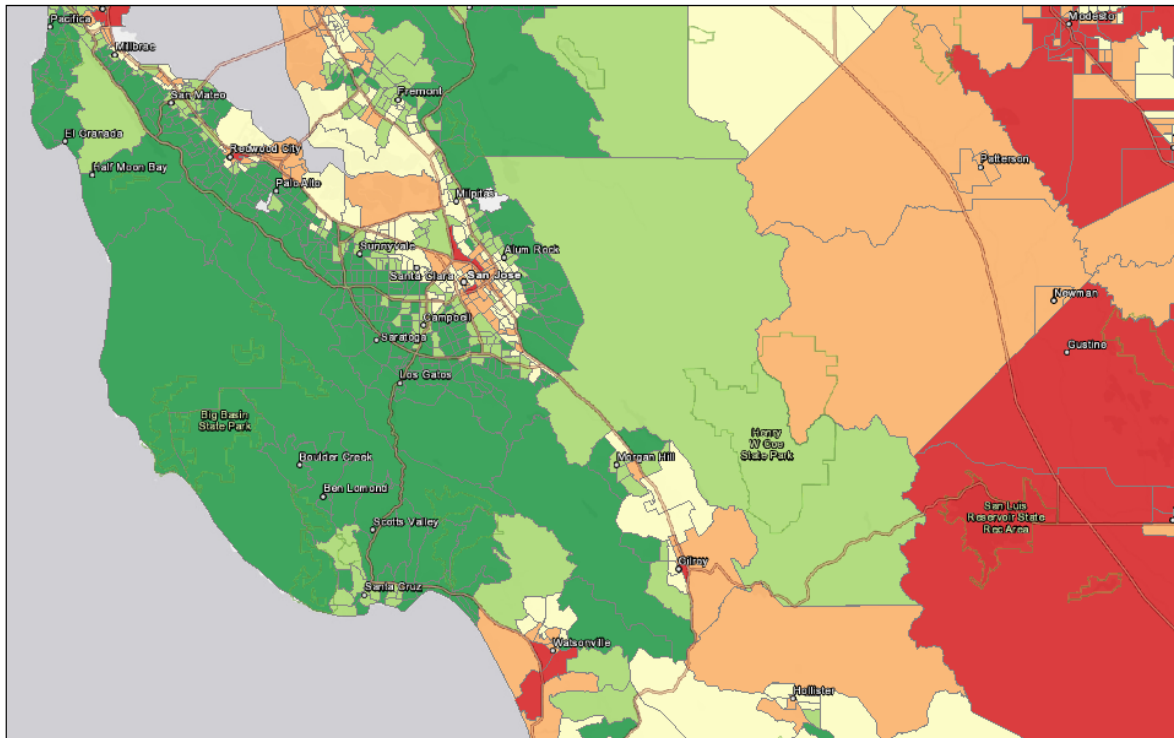 Pacifica
Modesto
Millbrae
Fremont
San Mateo
El Granada
Redwood City
Patterson
Half Moon Bay
Palo Alto
Milpitas
Sunnyvale
Alum Rock
Santa Clara
San Jose
Newman
Campbell
Saratoga
Gustine
Los Gatos
Big Basin
State Park
Henry
W Coe
State Park
Boulder Creek
Morgan Hill
Ben Lomond
San Luis
Reservoir State
Rec Area
Scotts Valley
Gilroy
Santa Cruz
Watsonville
Hollister